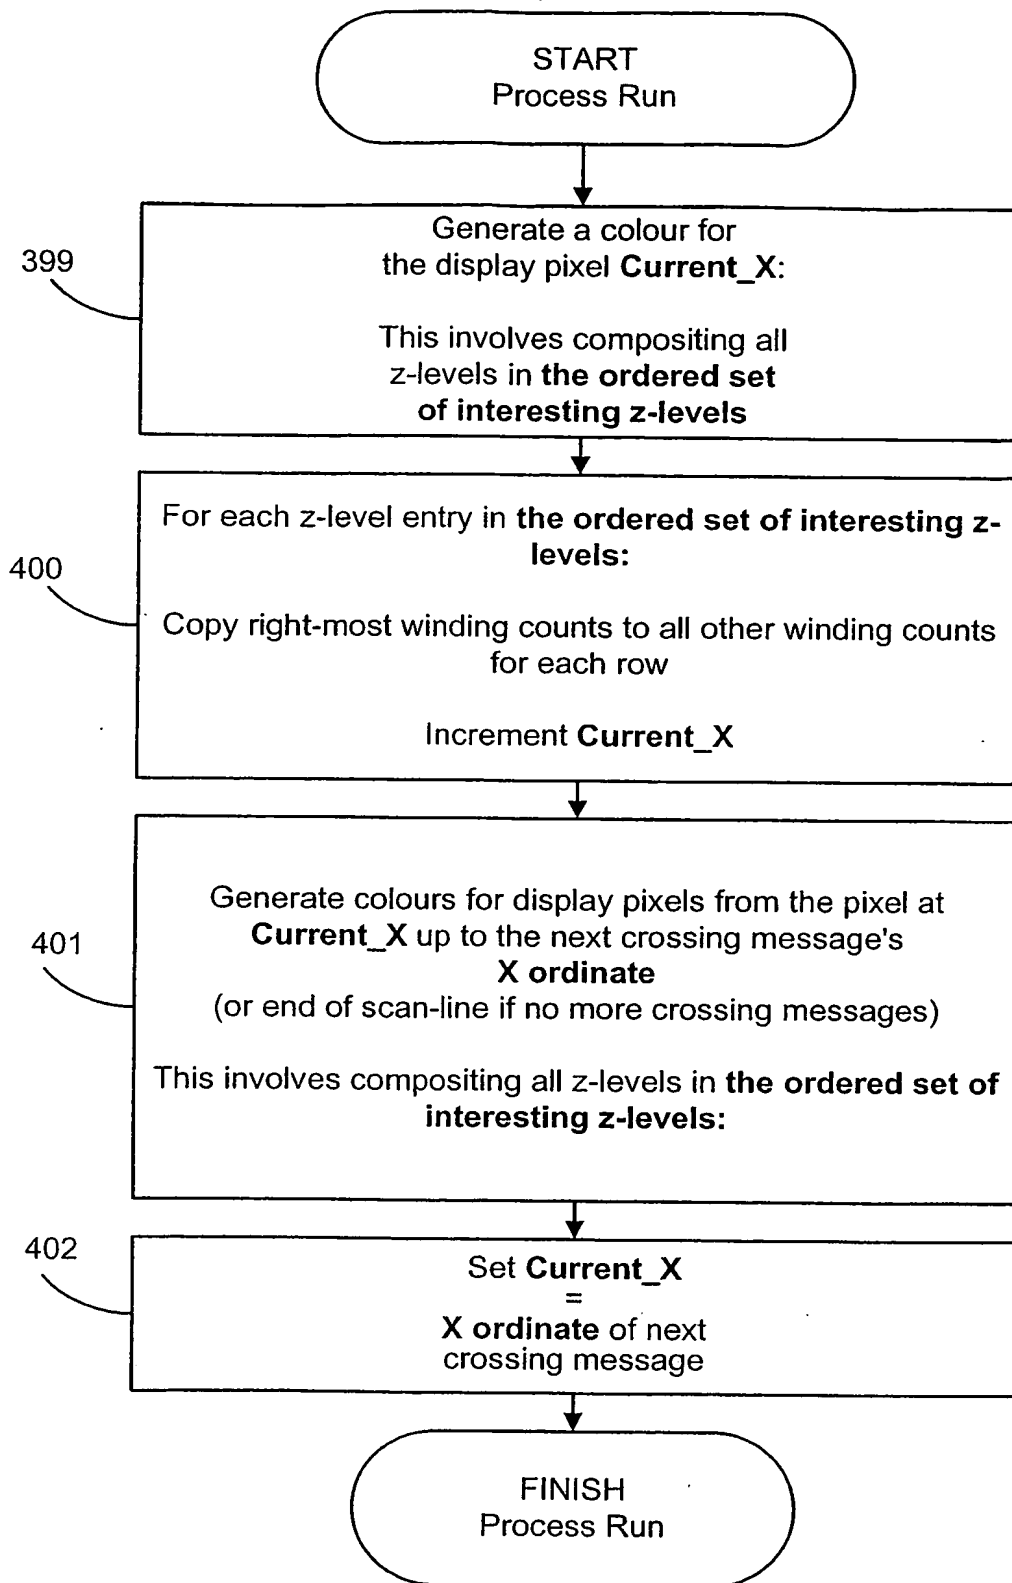 START
Process Run
399
Generate a colour for
the display pixel Current_X:
This involves compositing all
z-levels in the ordered set
of interesting z-levels
400
For each z-level entry in the ordered set of interesting z-
levels:
Copy right-most winding counts to all other winding counts
for each row
Increment Current_X
401
Generate colours for display pixels from the pixel at
Current_X up to the next crossing message's
X ordinate
(or end of scan-line if no more crossing messages)
This involves compositing all z-levels in the ordered set of
interesting z-levels:
402
Set Current_X
=
X ordinate of next
crossing message
FINISH
Process Run